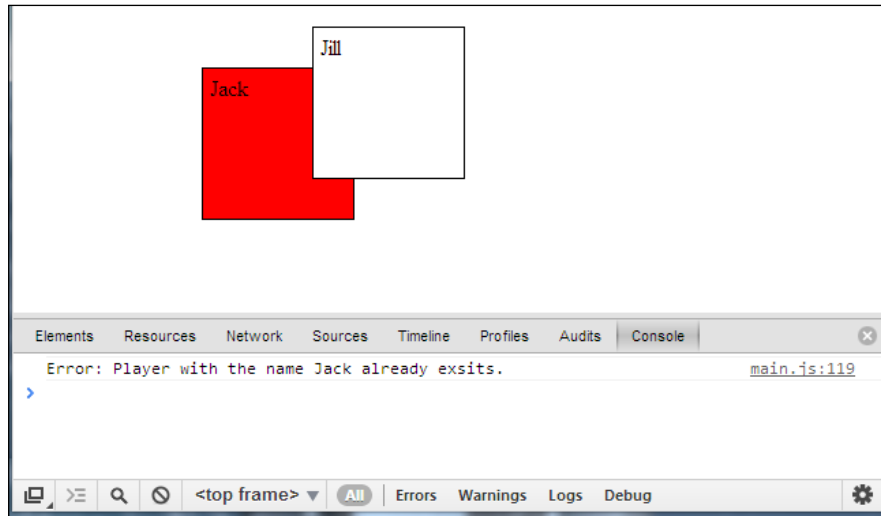 Jill
Jack
Elements Resources Network Sources Timeline Profiles Audits Console
Error: Player with the name Jack already exsits. main.js:119
<top frame> All Errors Warnings Logs Debug